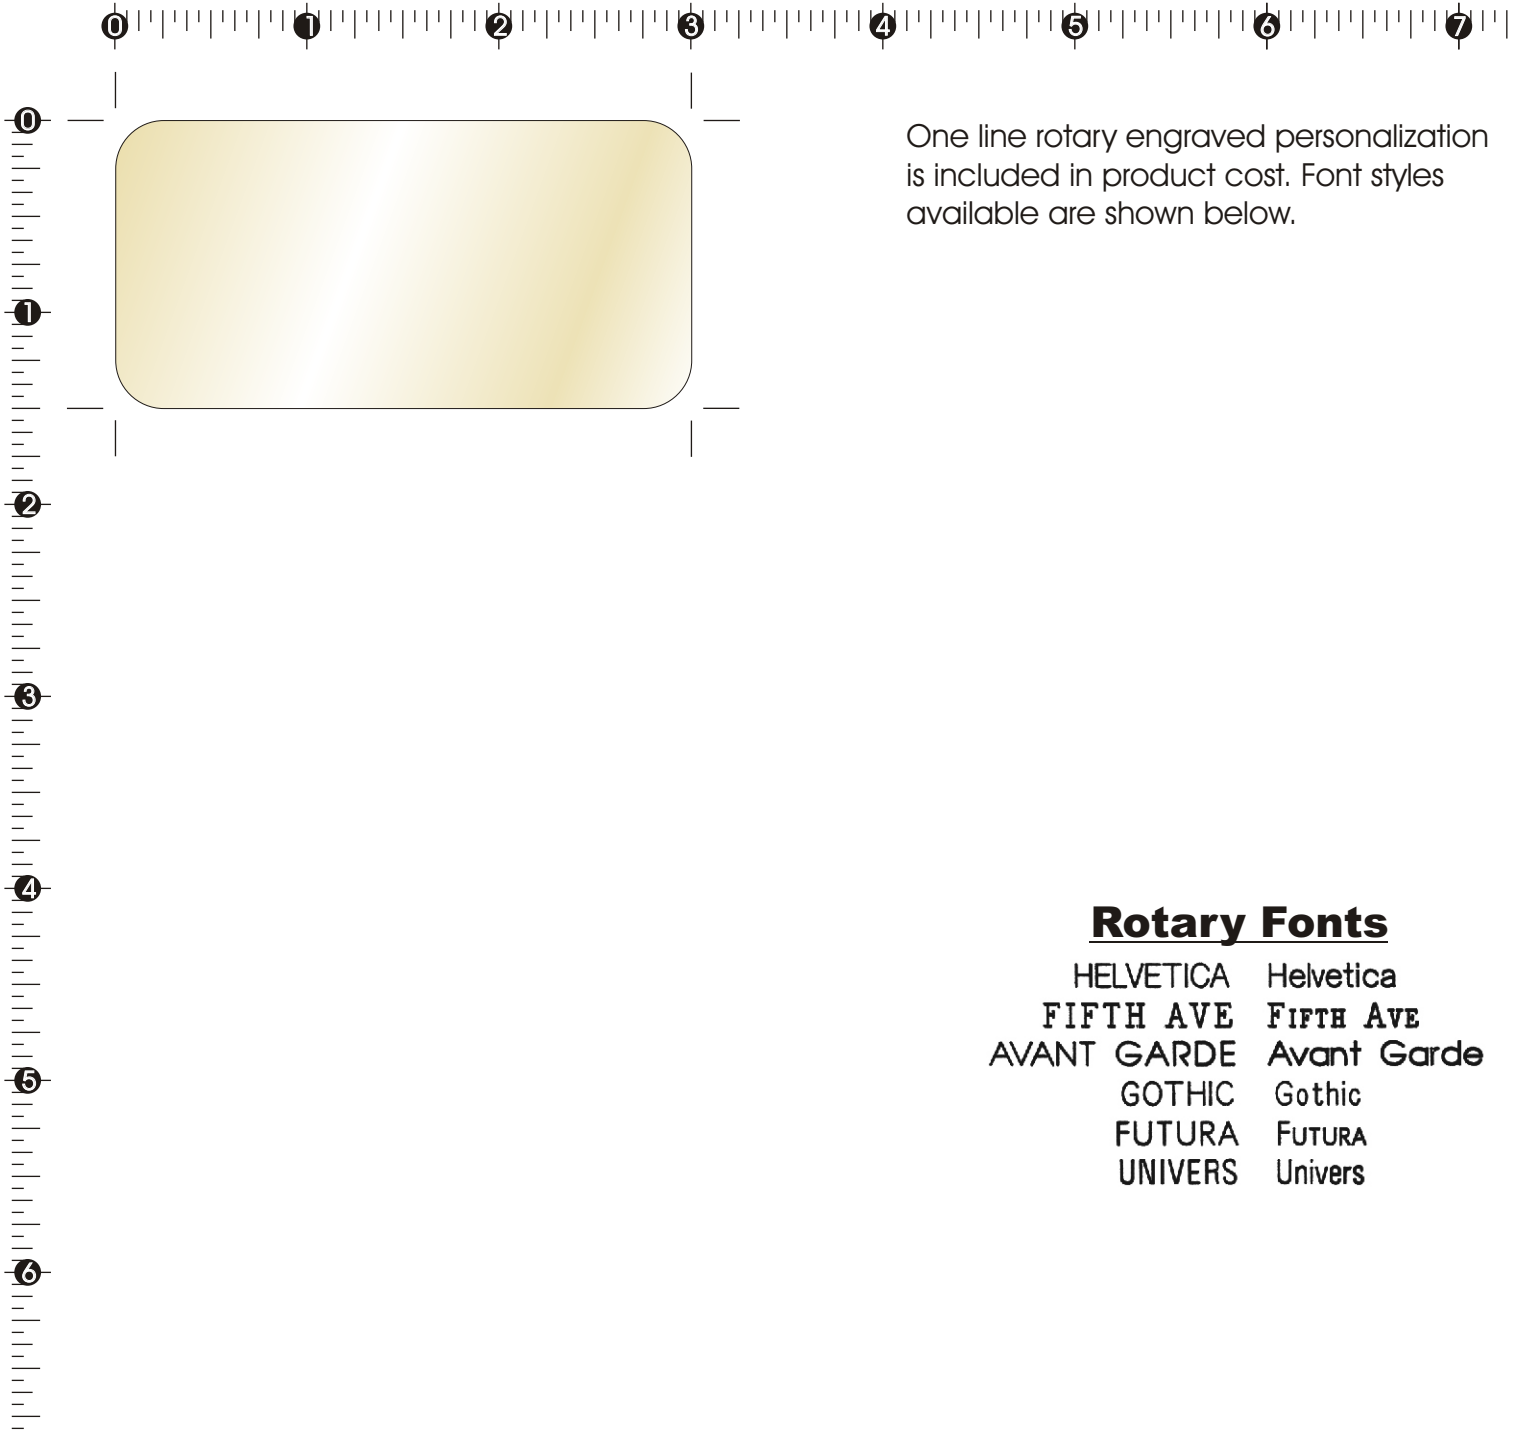 0 1 2 3 4 5 6 7
0
1
2
3
4
5
6
One line rotary engraved personalization
is included in product cost. Font styles
available are shown below.
Rotary Fonts
HELVETICA Helvetica
FIFTH AVE FIFTH AVE
AVANT GARDE Avant Garde
GOTHIC Gothic
FUTURA FUTURA
UNIVERS Univers